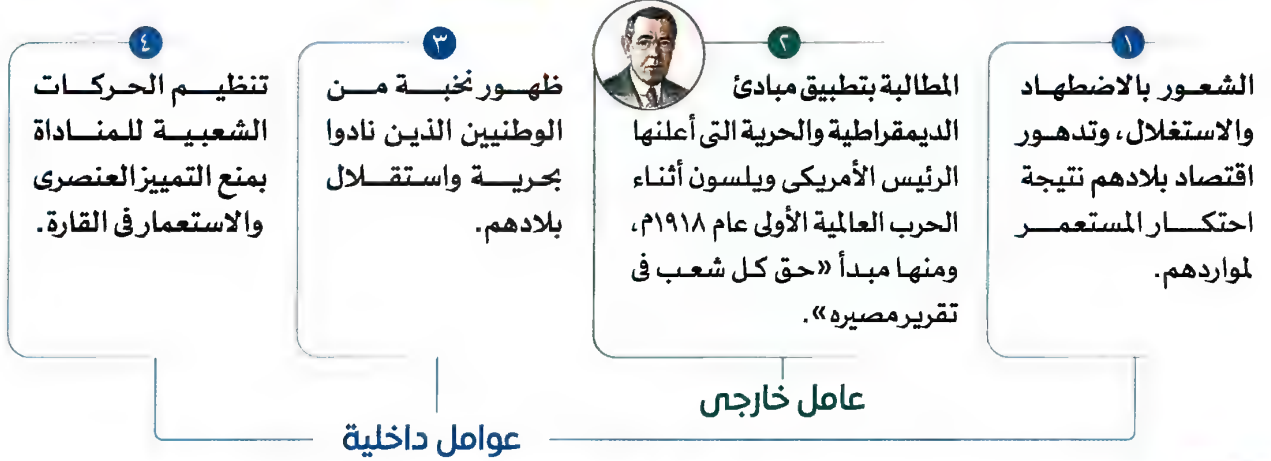 ١
الشعور بالاضطهاد
والاستغلال، وتدهور
اقتصاد بلادهم نتيجة
احتكار المستعمر
لمواردهم.
٢
المطالبة بتطبيق مبادئ
الديمقراطية والحرية التى أعلنها
الرئيس الأمريكى ويلسون أثناء
الحرب العالمية الأولى عام ١٩١٨م،
ومنها مبدأ «حق كل شعب فى
تقرير مصيره».
٣
ظهور نخبة من
الوطنيين الذين نادوا
بحرية واستقلال
بلادهم.
٤
تنظيم الحركات
الشعبية للمناداة
بمنع التمييز العنصرى
والاستعمار فى القارة.
عامل خارجى
عوامل داخلية